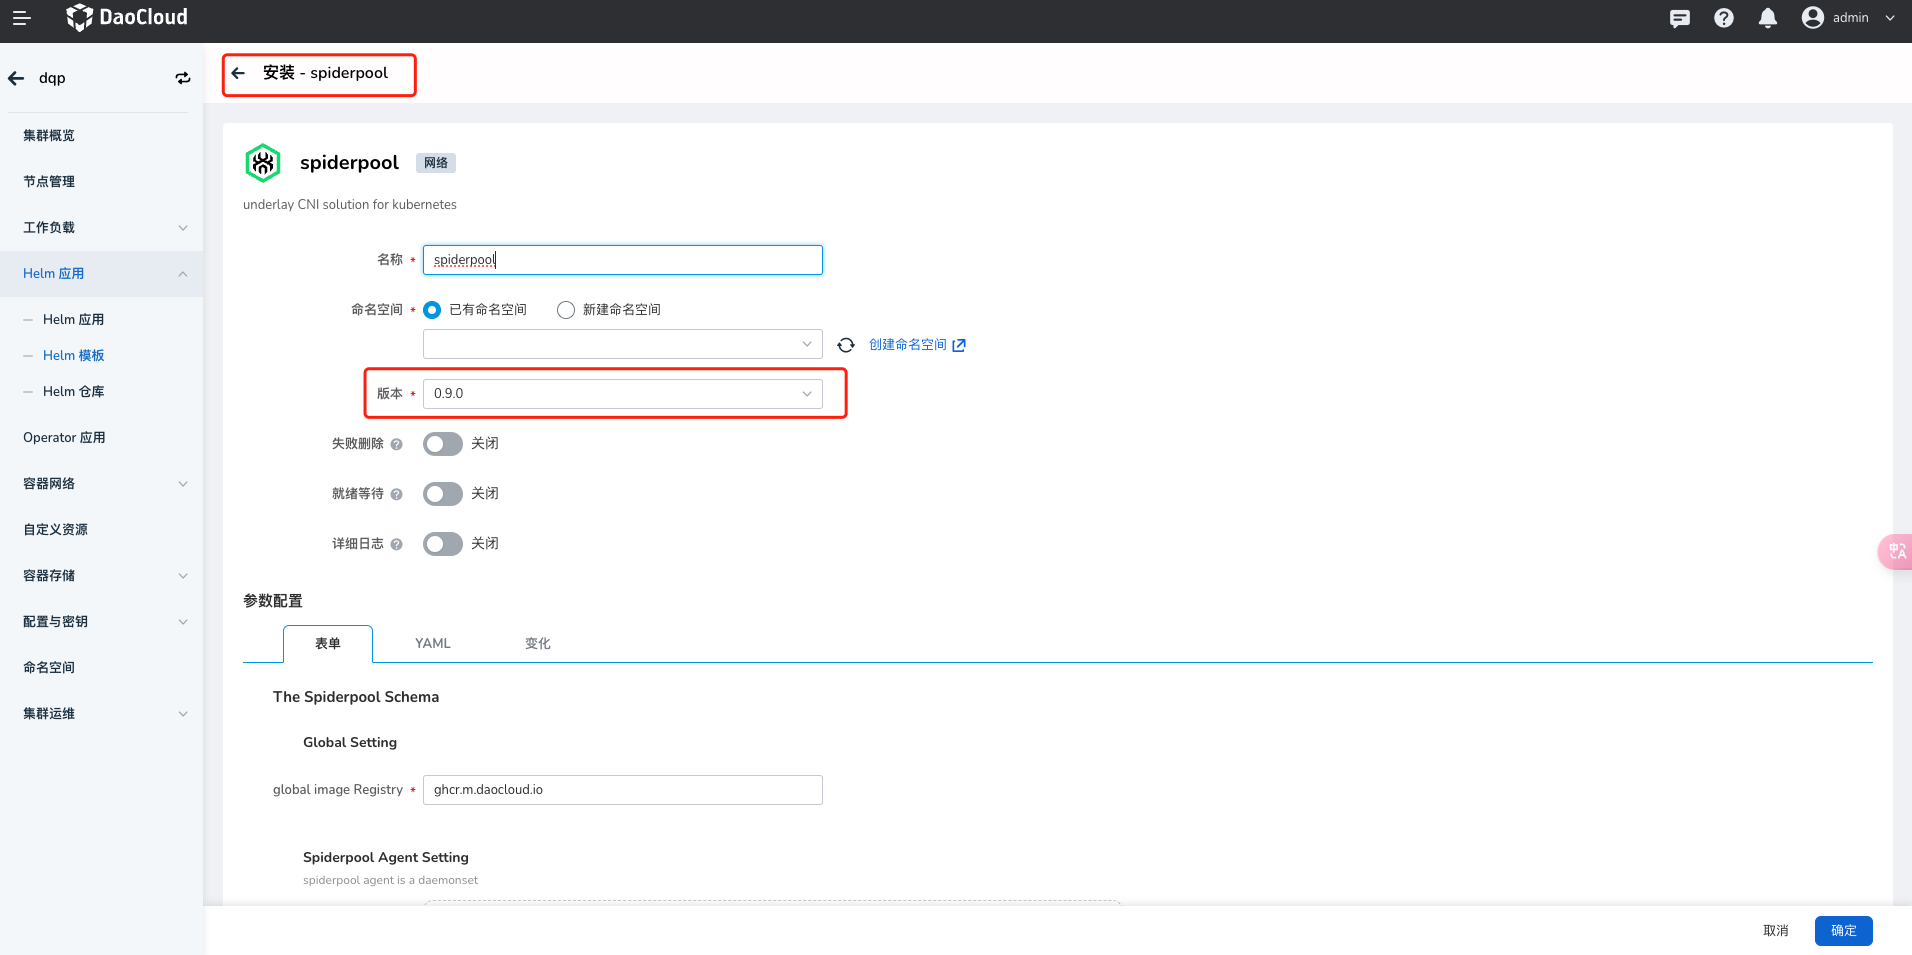 DaoCloud
admin
dqp
集群概览
节点管理
工作负载
Helm 应用
Helm 应用
Helm 模板
Helm 仓库
Operator 应用
容器网络
自定义资源
容器存储
配置与密钥
命名空间
集群运维
安装 - spiderpool
spiderpool 网络
underlay CNI solution for kubernetes
名称 * spiderpool
命名空间 * 已有命名空间 新建命名空间
创建命名空间
版本 * 0.9.0
失败删除 ? 关闭
就绪等待 ? 关闭
详细日志 ? 关闭
参数配置
表单 YAML 变化
The Spiderpool Schema
Global Setting
global image Registry * ghcr.m.daocloud.io
Spiderpool Agent Setting
spiderpool agent is a daemonset
取消 确定